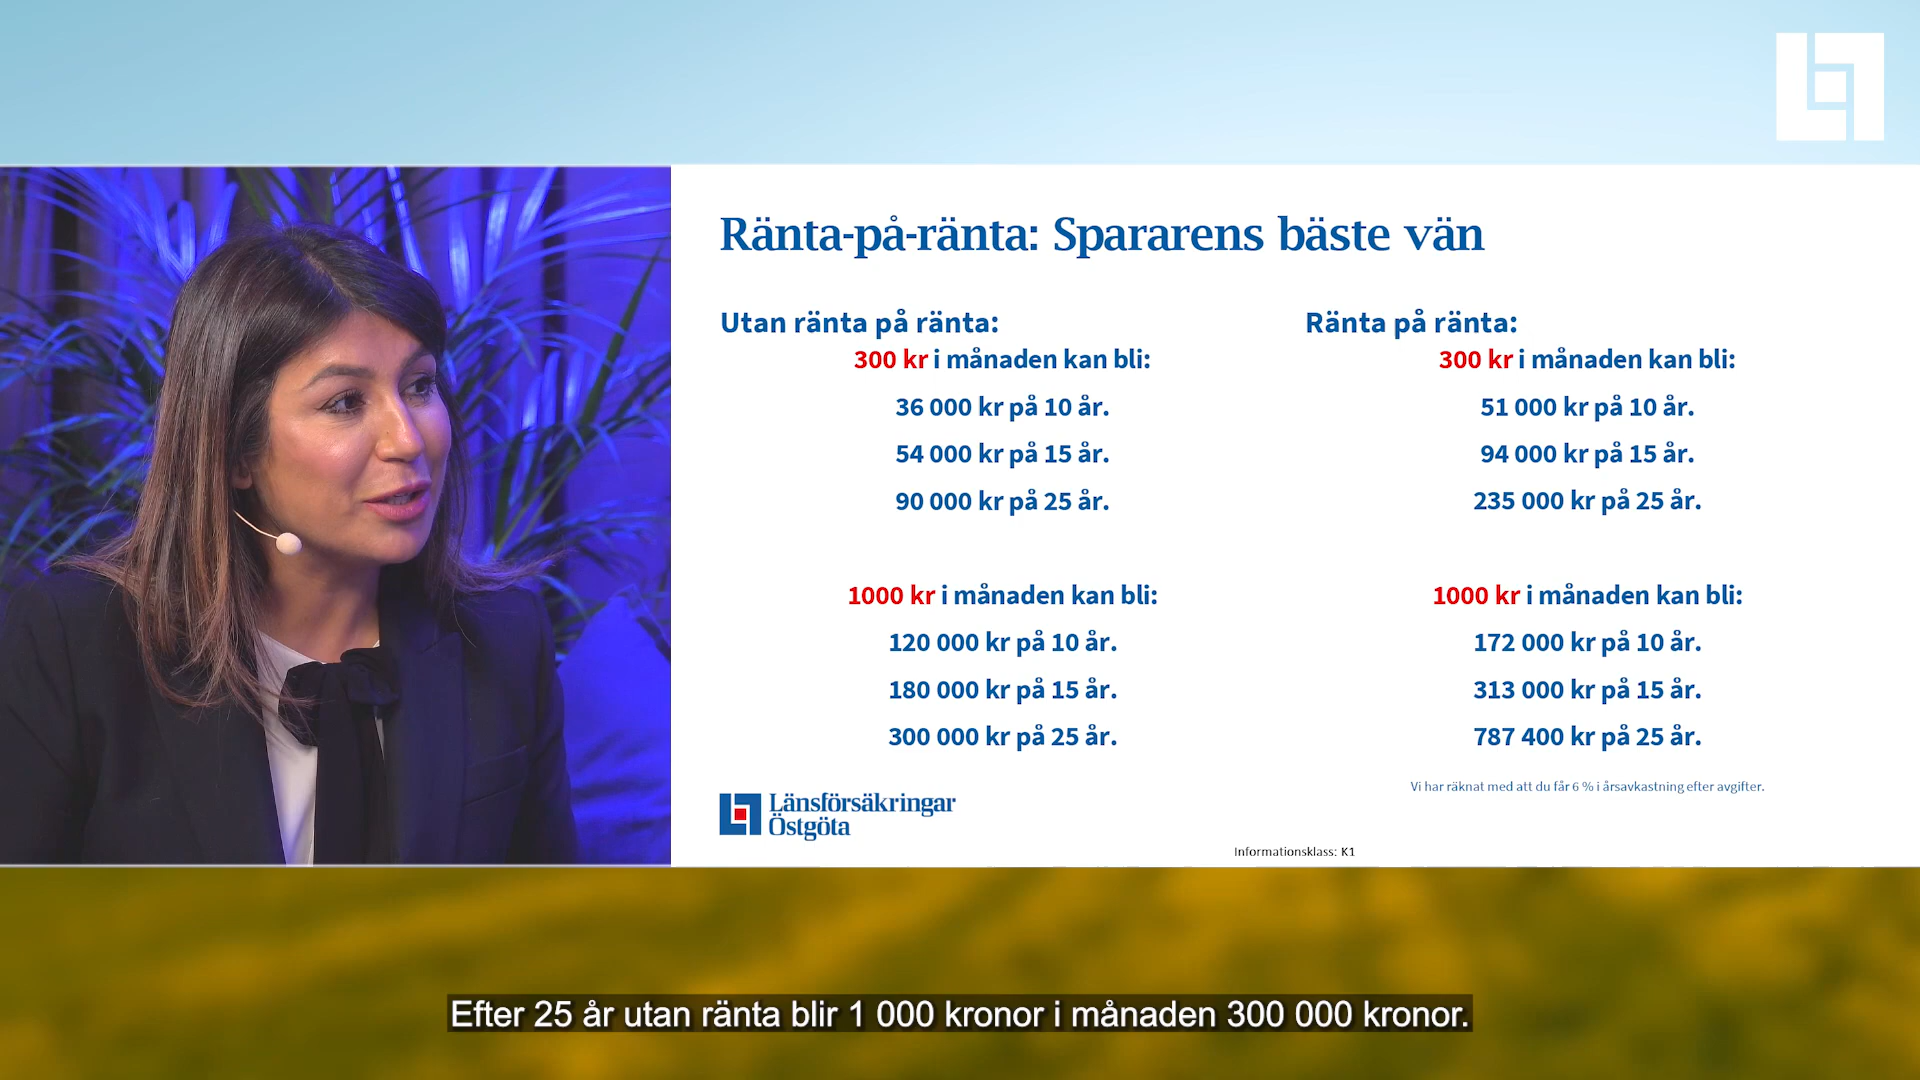 Ränta-på-ränta: Spararens bäste vän
Utan ränta på ränta:
300 kr i månaden kan bli:
36 000 kr på 10 år.
54 000 kr på 15 år.
90 000 kr på 25 år.
1000 kr i månaden kan bli:
120 000 kr på 10 år.
180 000 kr på 15 år.
300 000 kr på 25 år.
Ränta på ränta:
300 kr i månaden kan bli:
51 000 kr på 10 år.
94 000 kr på 15 år.
235 000 kr på 25 år.
1000 kr i månaden kan bli:
172 000 kr på 10 år.
313 000 kr på 15 år.
787 400 kr på 25 år.
Vi har räknat med att du får 6 % i årsavkastning efter avgifter.
Länsförsäkringar
Östgöta
Informationsklass: K1
Efter 25 år utan ränta blir 1 000 kronor i månaden 300 000 kronor.